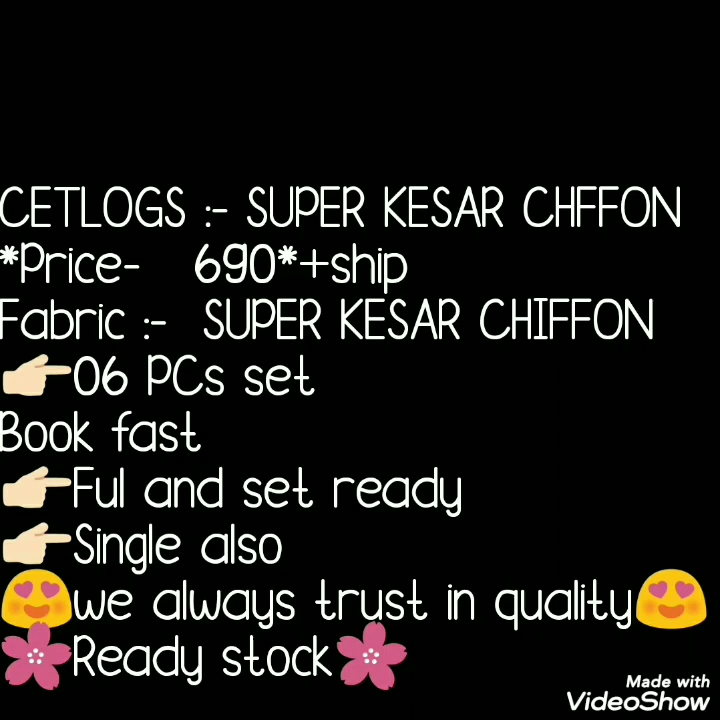 CETLOGS :- SUPER KESAR CHFFON
*Price- 690*+ship
Fabric :- SUPER KESAR CHIFFON
👉🏻06 PCs set
Book fast
👉🏻Ful and set ready
👉🏻Single also
😍we always trust in quality😍
🌸Ready stock🌸
Made with
VideoShow